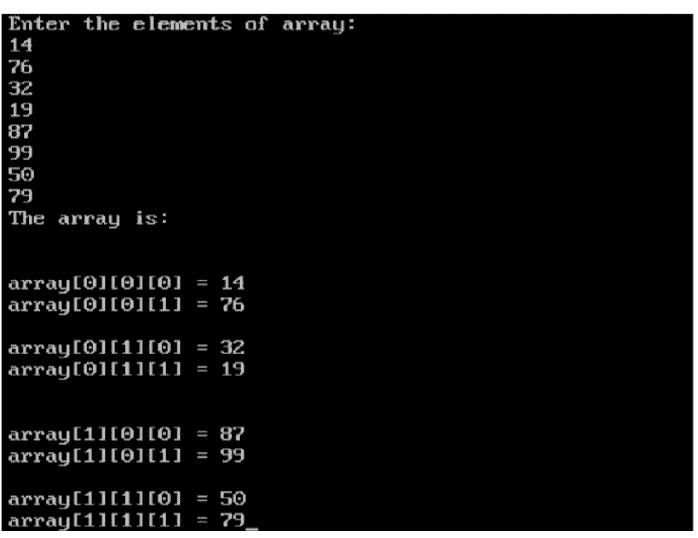 Enter the elements of array:
14
76
32
19
87
99
50
79
The array is:
array[0][0][0] = 14
array[0][0][1] = 76
array[0][1][0] = 32
array[0][1][1] = 19
array[1][0][0] = 87
array[1][0][1] = 99
array[1][1][0] = 50
array[1][1][1] = 79_